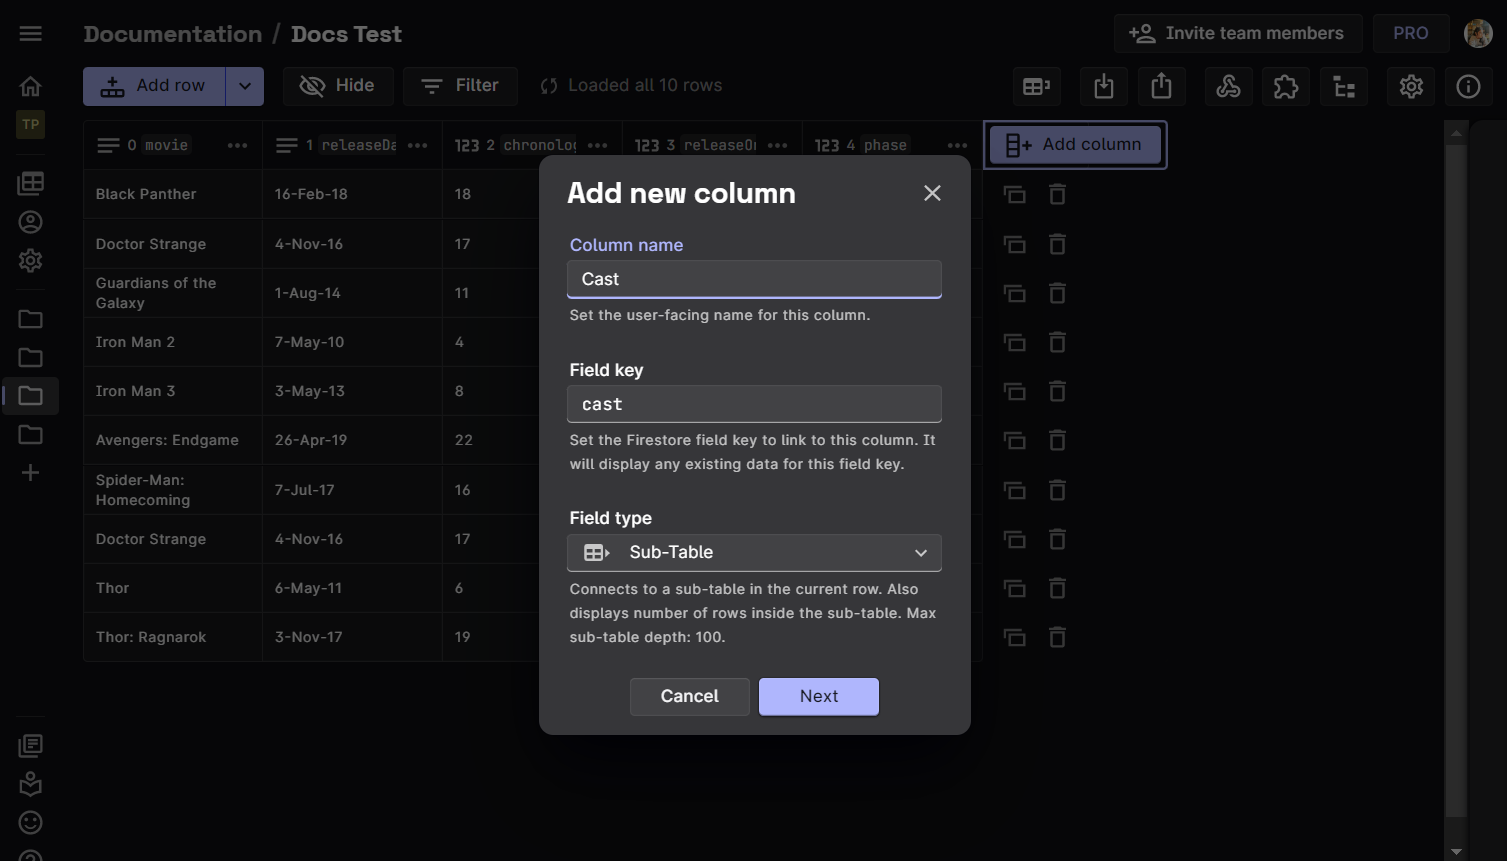 Documentation / Docs Test
Invite team members
PRO
Add row
Hide
Filter
Loaded all 10 rows
TP
0 movie
1 releaseDa
123 2 chronolog
123 3 releaseOr
123 4 phase
Add column
Black Panther 16-Feb-18 18
Doctor Strange 4-Nov-16 17
Guardians of the
Galaxy
1-Aug-14 11
Iron Man 2 7-May-10 4
Iron Man 3 3-May-13 8
Avengers: Endgame 26-Apr-19 22
Spider-Man:
Homecoming
7-Jul-17 16
Doctor Strange 4-Nov-16 17
Thor 6-May-11 6
Thor: Ragnarok 3-Nov-17 19
Add new column
Column name
Cast
Set the user-facing name for this column.
Field key
cast
Set the Firestore field key to link to this column. It
will display any existing data for this field key.
Field type
Sub-Table
Connects to a sub-table in the current row. Also
displays number of rows inside the sub-table. Max
sub-table depth: 100.
Cancel
Next